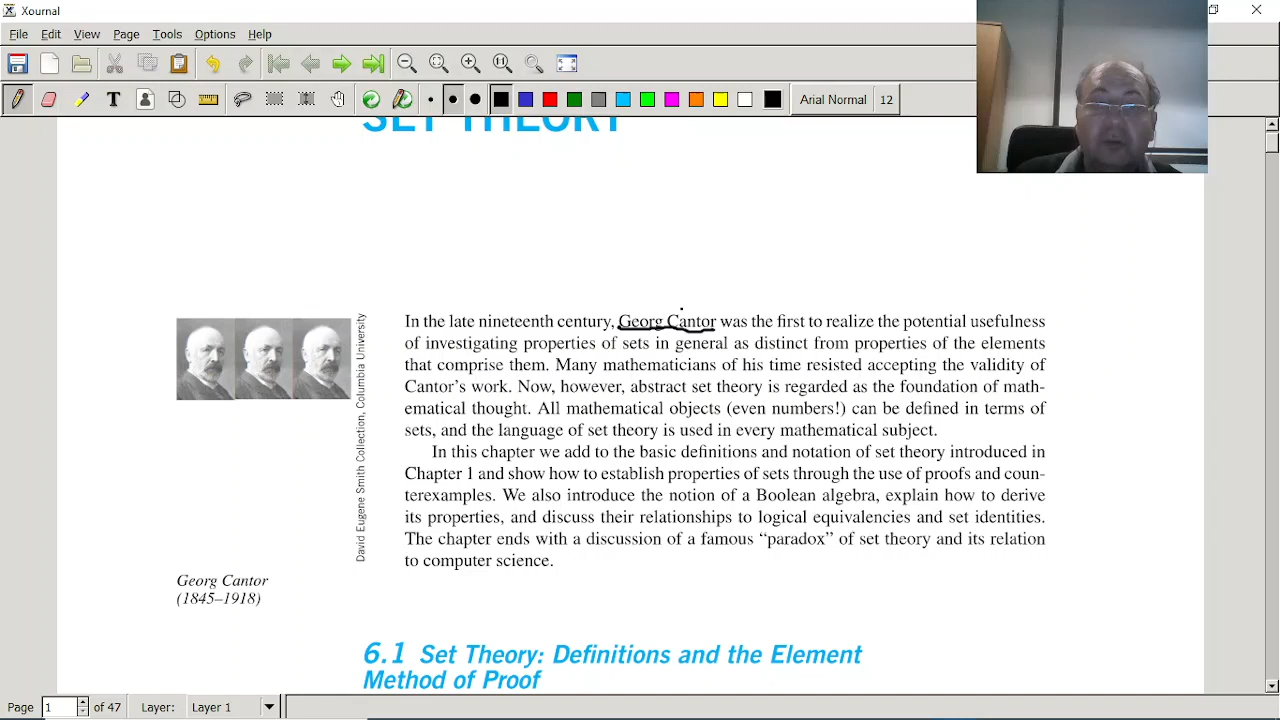 Xournal
File Edit View Page Tools Options Help
Arial Normal 12
SET THEORY
In the late nineteenth century, Georg Cantor was the first to realize the potential usefulness
of investigating properties of sets in general as distinct from properties of the elements
that comprise them. Many mathematicians of his time resisted accepting the validity of
Cantor's work. Now, however, abstract set theory is regarded as the foundation of math-
ematical thought. All mathematical objects (even numbers!) can be defined in terms of
sets, and the language of set theory is used in every mathematical subject.
In this chapter we add to the basic definitions and notation of set theory introduced in
Chapter 1 and show how to establish properties of sets through the use of proofs and coun-
terexamples. We also introduce the notion of a Boolean algebra, explain how to derive
its properties, and discuss their relationships to logical equivalencies and set identities.
The chapter ends with a discussion of a famous “paradox” of set theory and its relation
to computer science.
David Eugene Smith Collection, Columbia University
Georg Cantor
(1845–1918)
6.1 Set Theory: Definitions and the Element
Method of Proof
Page 1 of 47 Layer: Layer 1